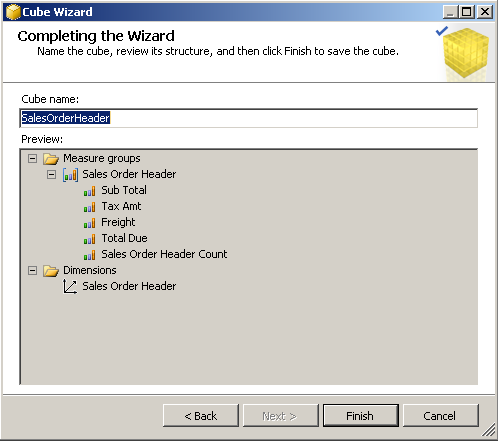 Cube Wizard
Completing the Wizard
Name the cube, review its structure, and then click Finish to save the cube.
Cube name:
SalesOrderHeader
Preview:
Measure groups
Sales Order Header
Sub Total
Tax Amt
Freight
Total Due
Sales Order Header Count
Dimensions
Sales Order Header
< Back Next > Finish Cancel